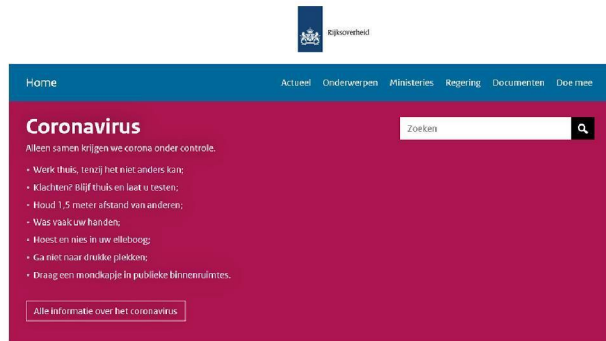 Rijksoverheid
Home Actueel Onderwerpen Ministeries Regering Documenten Doe mee
Coronavirus
Zoeken
Alleen samen krijgen we corona onder controle.
• Werk thuis, tenzij het niet anders kan;
• Klachten? Blijf thuis en laat u testen;
• Houd 1,5 meter afstand van anderen;
• Was vaak uw handen;
• Hoest en nies in uw elleboog;
• Ga niet naar drukke plekken;
• Draag een mondkapje in publieke binnenruimtes.
Alle informatie over het coronavirus